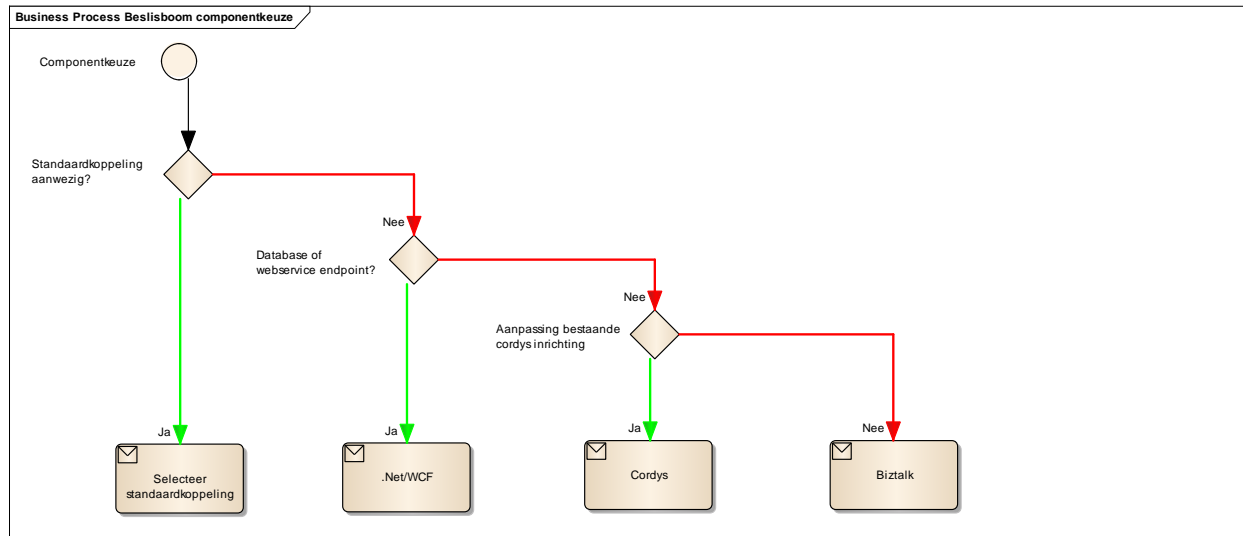 Business Process Beslisboom componentkeuze
Componentkeuze
Standaardkoppeling
aanwezig?
Nee
Database of
webservice endpoint?
Nee
Aanpassing bestaande
cordys inrichting
Ja
Ja
Ja
Nee
Selecteer
standaardkoppeling
.Net/WCF
Cordys
Biztalk